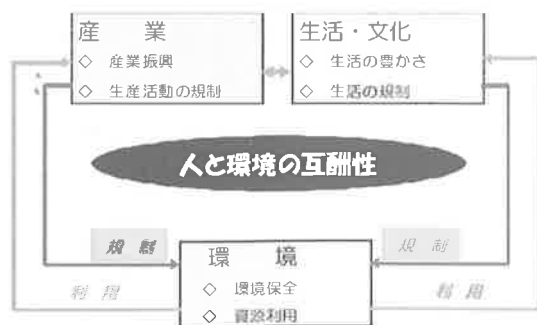 産 業
◇ 産業振興
◇ 生産活動の規制
生活・文化
◇ 生活の豊かさ
◇ 生活の規制
人と環境の互酬性
規 制
規 制
環 境
◇ 環境保全
◇ 資源利用
利 用
利 用